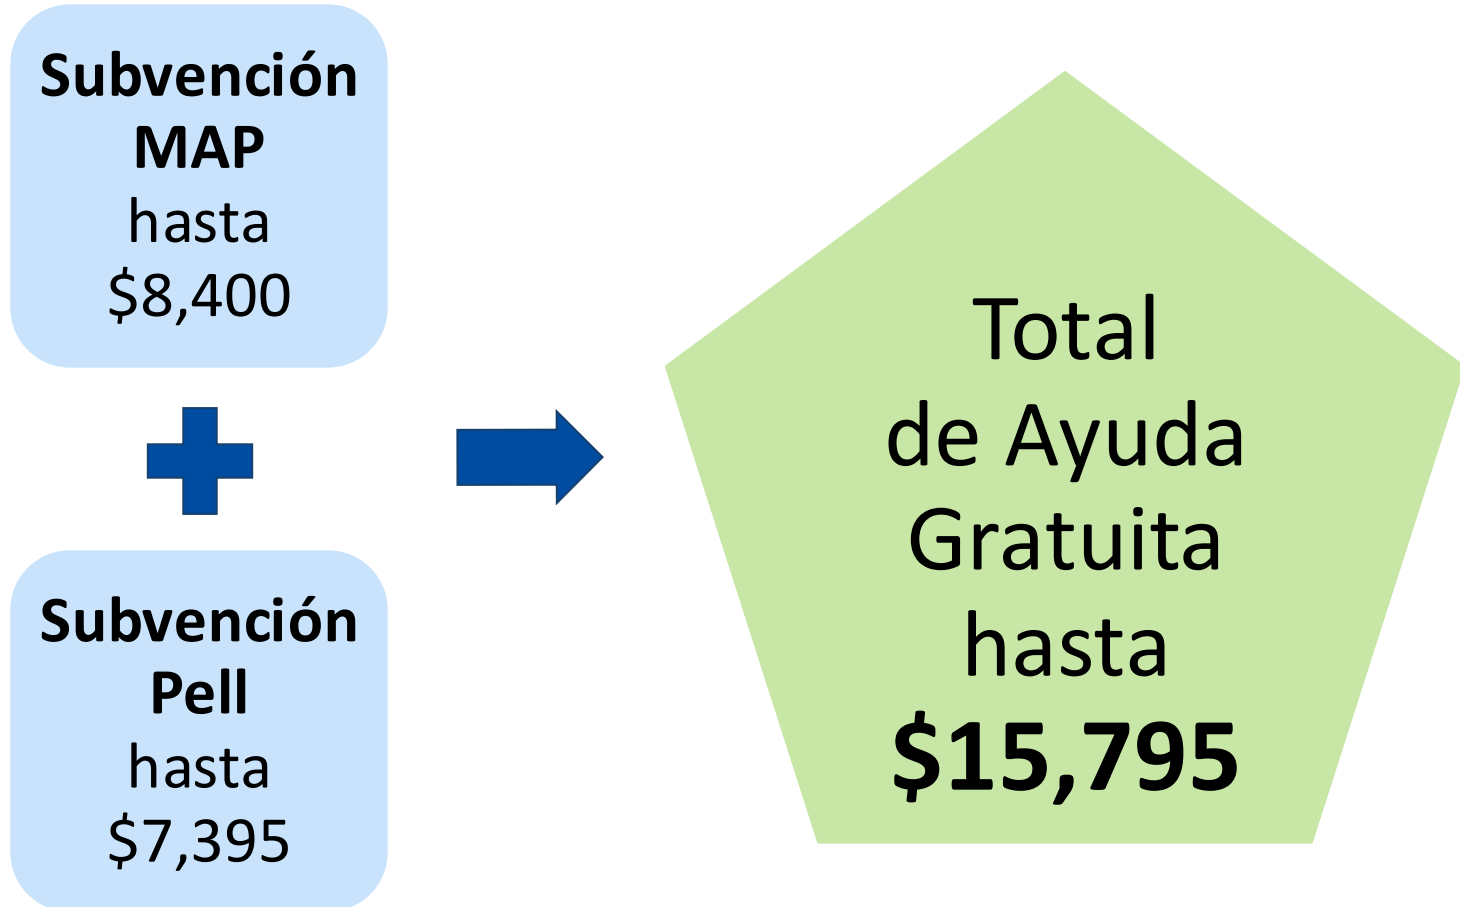 Subvención
MAP
hasta
$8,400
Subvención
Pell
hasta
$7,395
Total
de Ayuda
Gratuita
hasta
$15,795